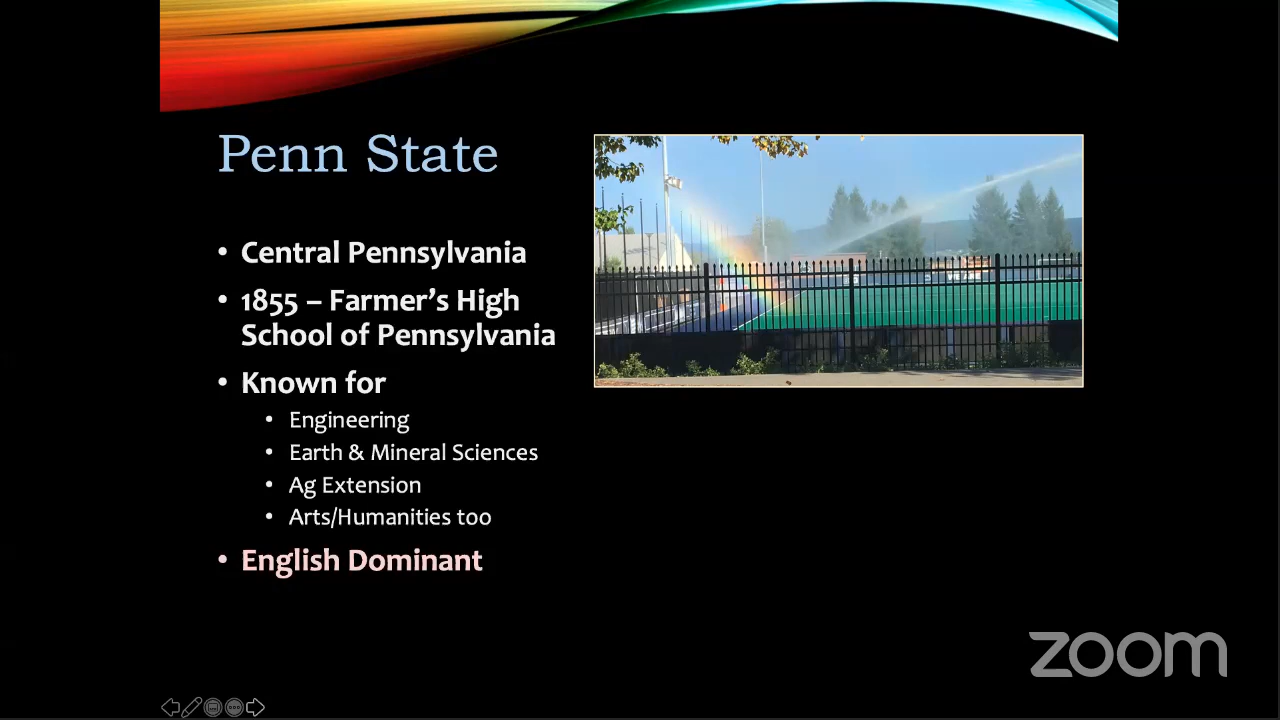 Penn State
• Central Pennsylvania
• 1855 – Farmer's High
School of Pennsylvania
• Known for
• Engineering
• Earth & Mineral Sciences
• Ag Extension
• Arts/Humanities too
• English Dominant
zoom